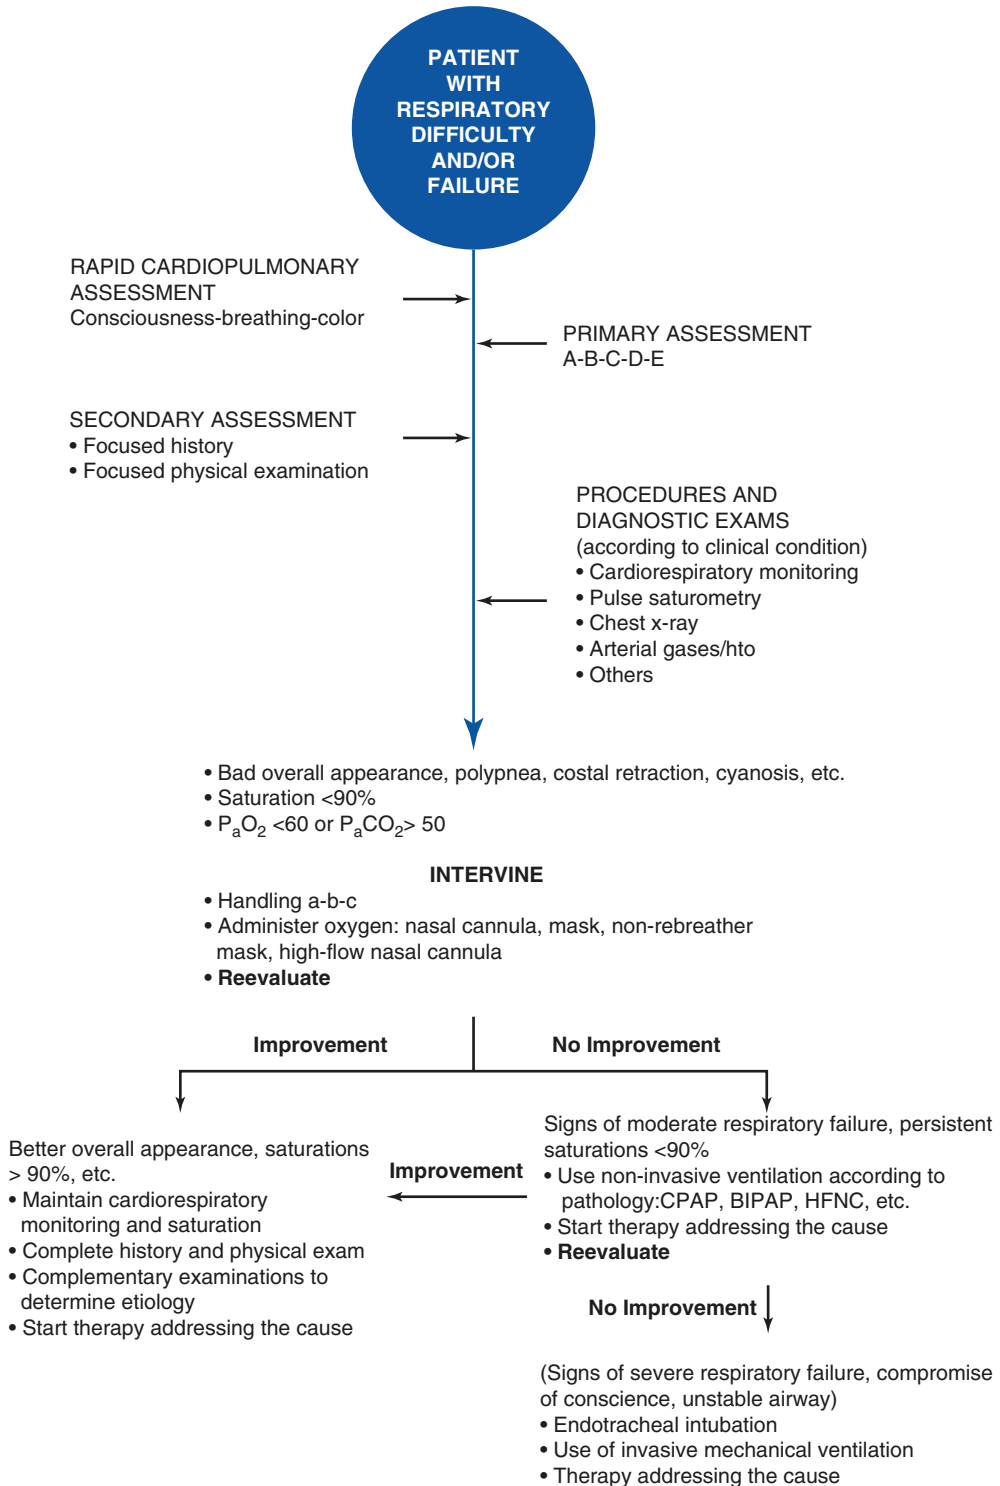 PATIENT
WITH
RESPIRATORY
DIFFICULTY
AND/OR
FAILURE
RAPID CARDIOPULMONARY
ASSESSMENT
Consciousness-breathing-color
PRIMARY ASSESSMENT
A-B-C-D-E
SECONDARY ASSESSMENT
• Focused history
• Focused physical examination
PROCEDURES AND
DIAGNOSTIC EXAMS
(according to clinical condition)
• Cardiorespiratory monitoring
• Pulse saturometry
• Chest x-ray
• Arterial gases/hto
• Others
• Bad overall appearance, polypnea, costal retraction, cyanosis, etc.
• Saturation <90%
• PaO2 <60 or PaCO2> 50
INTERVINE
• Handling a-b-c
• Administer oxygen: nasal cannula, mask, non-rebreather
mask, high-flow nasal cannula
• Reevaluate
Improvement
No Improvement
Better overall appearance, saturations
> 90%, etc.
• Maintain cardiorespiratory
monitoring and saturation
• Complete history and physical exam
• Complementary examinations to
determine etiology
• Start therapy addressing the cause
Improvement
Signs of moderate respiratory failure, persistent
saturations <90%
• Use non-invasive ventilation according to
pathology:CPAP, BIPAP, HFNC, etc.
• Start therapy addressing the cause
• Reevaluate
No Improvement
(Signs of severe respiratory failure, compromise
of conscience, unstable airway)
• Endotracheal intubation
• Use of invasive mechanical ventilation
• Therapy addressing the cause